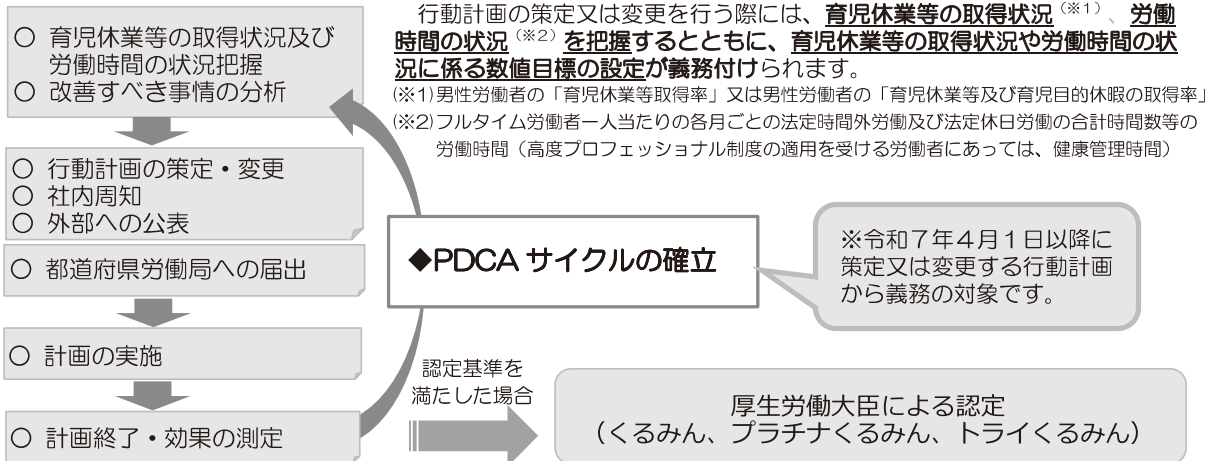 ○ 育児休業等の取得状況及び
労働時間の状況把握
○ 改善すべき事情の分析
○ 行動計画の策定・変更
○ 社内周知
○ 外部への公表
○ 都道府県労働局への届出
○ 計画の実施
○ 計画終了・効果の測定
行動計画の策定又は変更を行う際には、育児休業等の取得状況（※1）、労働
時間の状況（※2）を把握するとともに、育児休業等の取得状況や労働時間の状
況に係る数値目標の設定が義務付けられます。
(※1)男性労働者の「育児休業等取得率」又は男性労働者の「育児休業等及び育児目的休暇の取得率」
(※2)フルタイム労働者一人当たりの各月ごとの法定時間外労働及び法定休日労働の合計時間数等の
労働時間（高度プロフェッショナル制度の適用を受ける労働者にあっては、健康管理時間）
◆PDCA サイクルの確立
※令和７年４月１日以降に
策定又は変更する行動計画
から義務の対象です。
認定基準を
満たした場合
厚生労働大臣による認定
（くるみん、プラチナくるみん、トライくるみん）